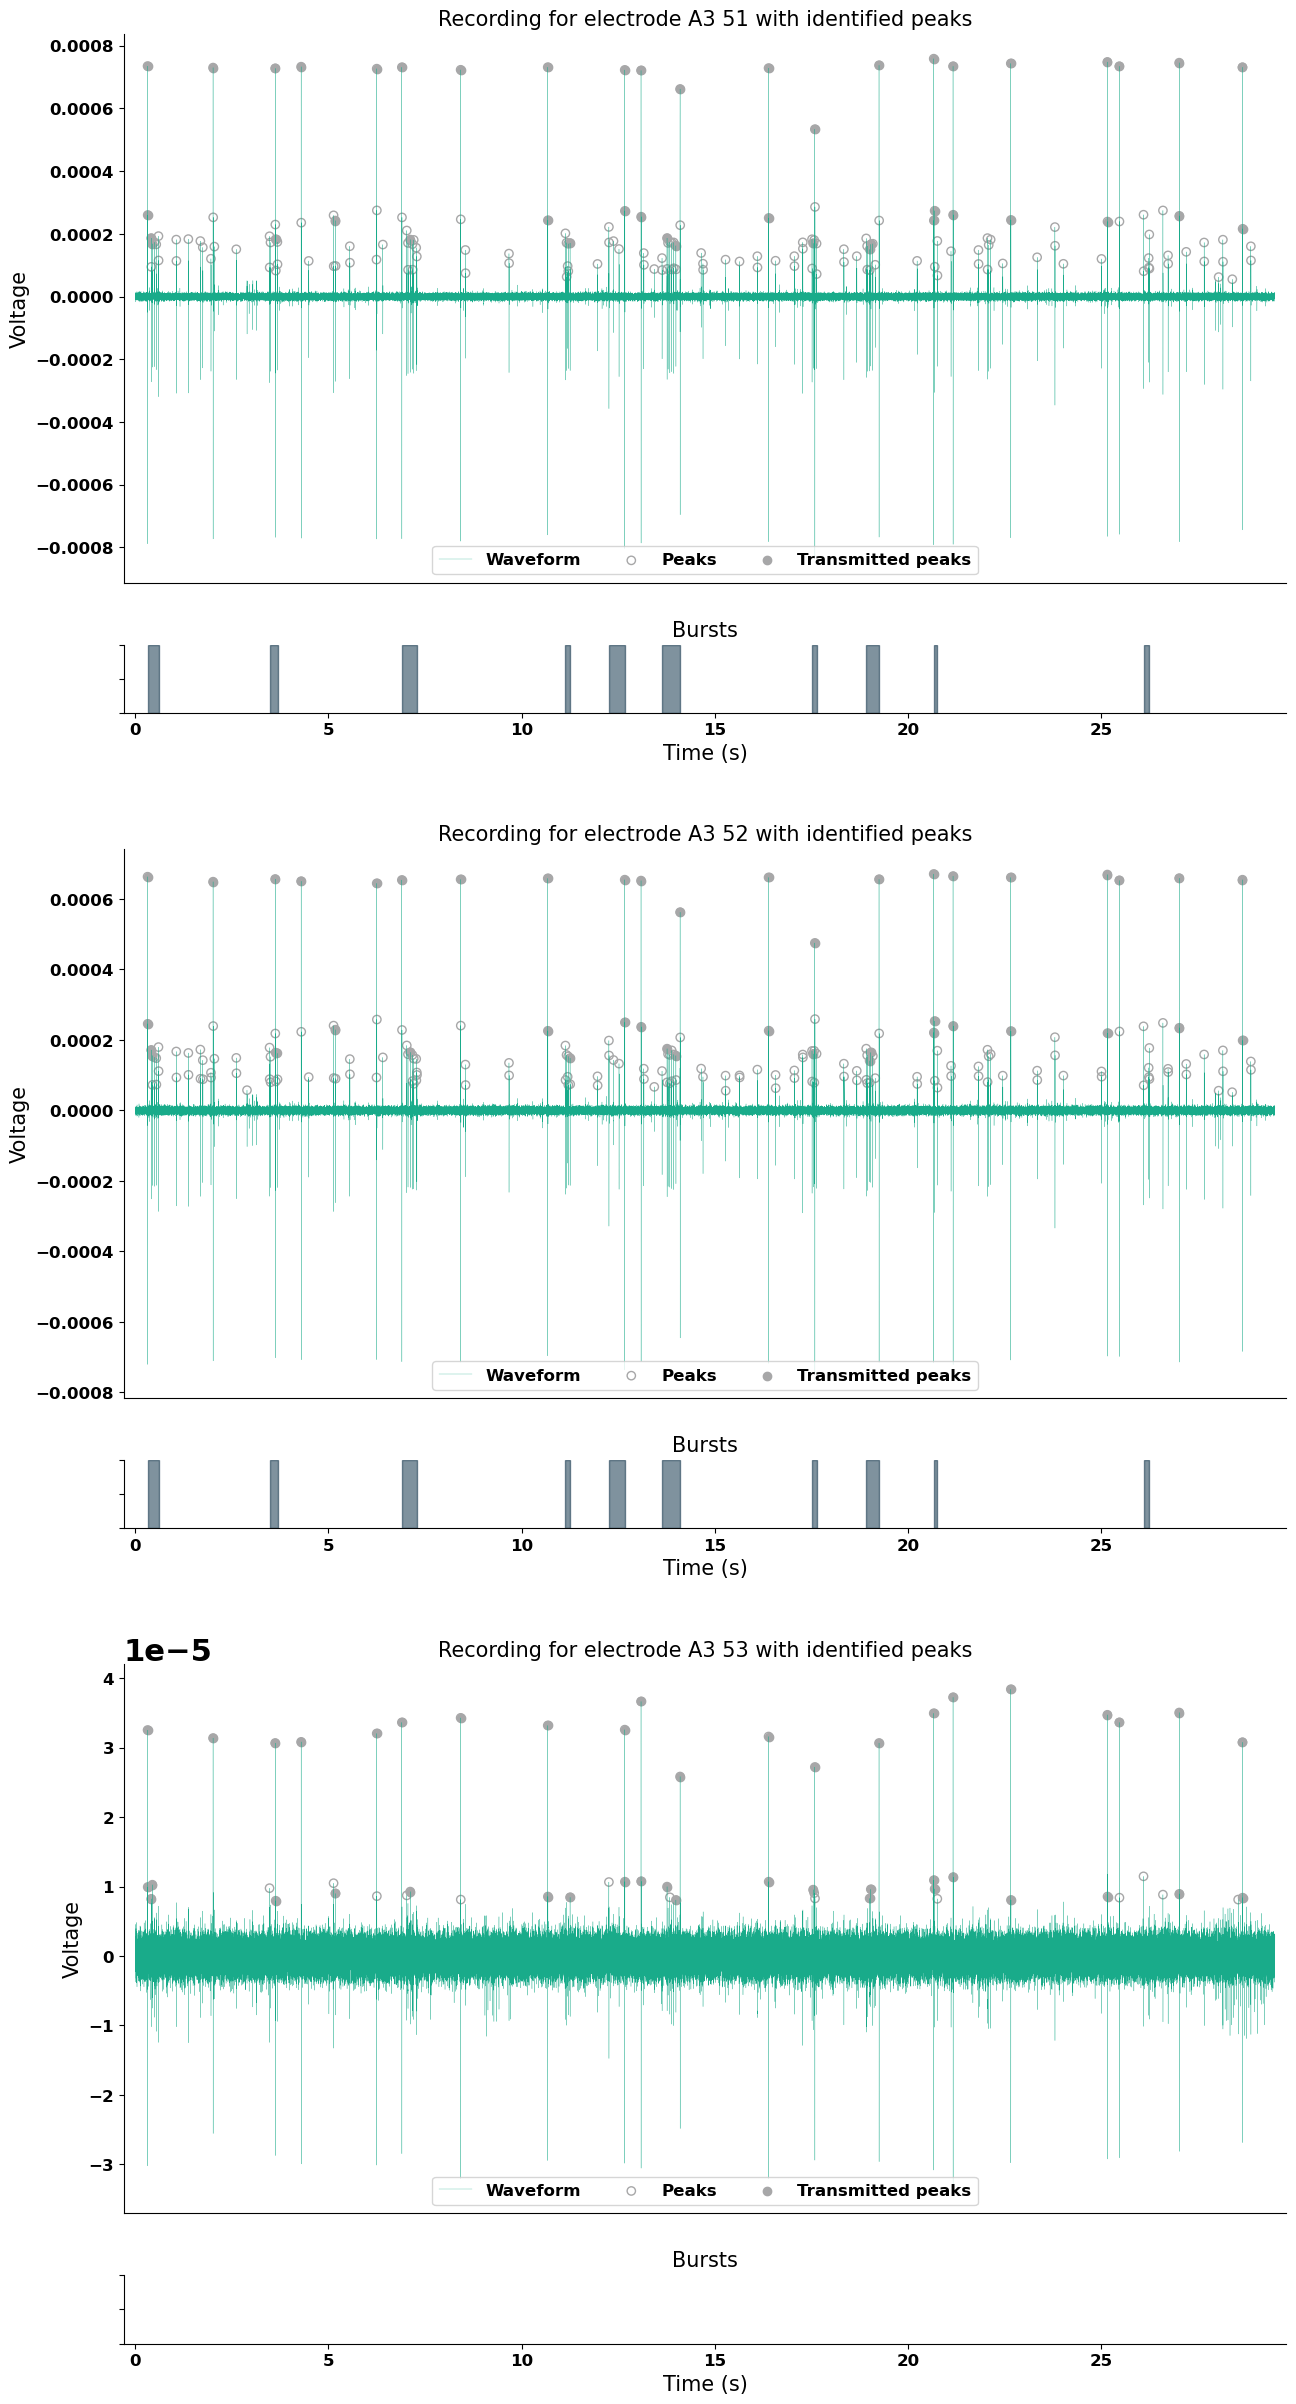 Recording for electrode A3 51 with identified peaks
0.0008
0.0006
0.0004
0.0002
0.0000
−0.0002
−0.0004
−0.0006
−0.0008
Voltage
Waveform Peaks Transmitted peaks
Bursts
0 5 10 15 20 25
Time (s)
Recording for electrode A3 52 with identified peaks
0.0006
0.0004
0.0002
0.0000
−0.0002
−0.0004
−0.0006
−0.0008
Voltage
Waveform Peaks Transmitted peaks
Bursts
0 5 10 15 20 25
Time (s)
1e−5
Recording for electrode A3 53 with identified peaks
4
3
2
1
0
−1
−2
−3
Voltage
Waveform Peaks Transmitted peaks
Bursts
0 5 10 15 20 25
Time (s)